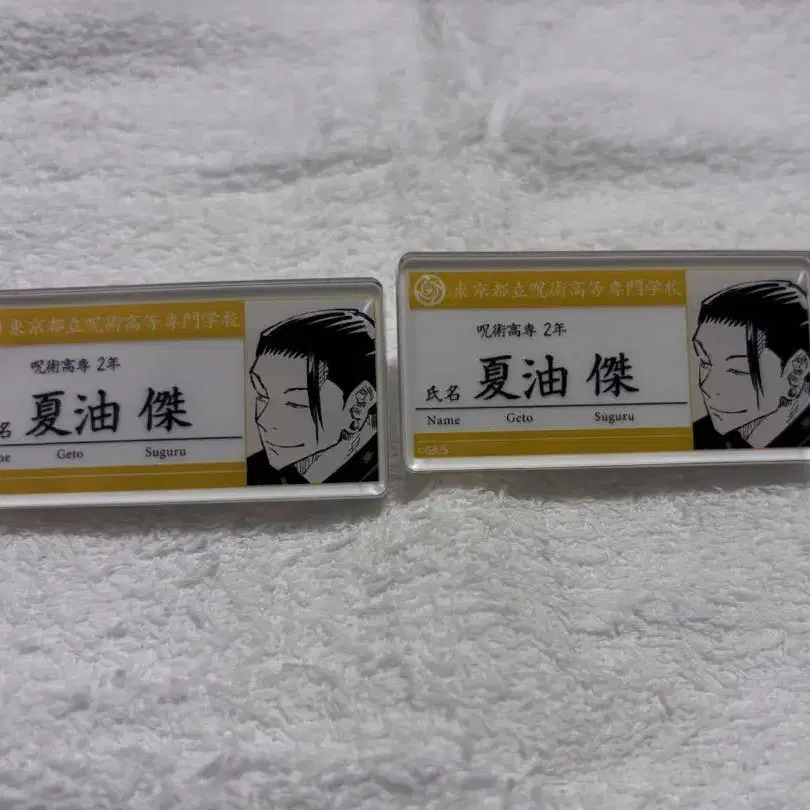 東京都立呪術高等専門学校
呪術高専 2年
名 夏油 傑
Geto Suguru
東京都立呪術高等専門学校
呪術高専 2年
氏名 夏油 傑
Name Geto Suguru
©GA/S